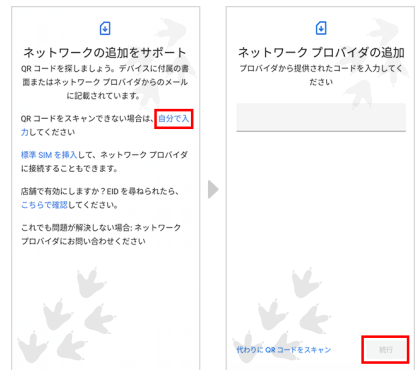 ネットワークの追加をサポート
QR コードを探しましょう。デバイスに付属の書
面またはネットワーク プロバイダからのメール
に記載されています。
QR コードをスキャンできない場合は、自分で入
力してください
標準 SIM を挿入して、ネットワーク プロバイダ
に接続することもできます。
店舗で有効にしますか？EID を尋ねられたら、
こちらで確認してください。
これでも問題が解決しない場合: ネットワーク
プロバイダにお問い合わせください
ネットワーク プロバイダの追加
プロバイダから提供されたコードを入力してく
ださい
代わりに QR コードをスキャン
続行